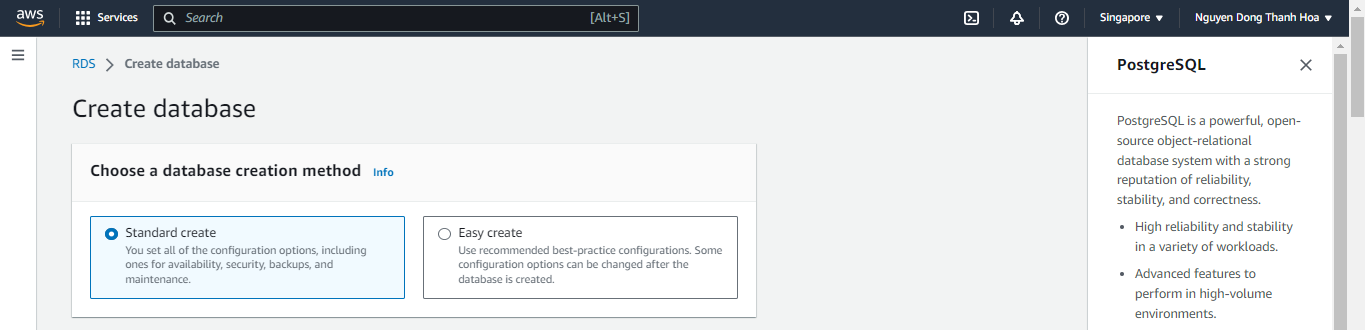 aws Services Search [Alt+S] Singapore Nguyen Dong Thanh Hoa
RDS Create database
Create database
Choose a database creation method Info
Standard create
You set all of the configuration options, including
ones for availability, security, backups, and
maintenance.
Easy create
Use recommended best-practice configurations. Some
configuration options can be changed after the
database is created.
PostgreSQL
PostgreSQL is a powerful, open-
source object-relational
database system with a strong
reputation of reliability,
stability, and correctness.
• High reliability and stability
in a variety of workloads.
• Advanced features to
perform in high-volume
environments.